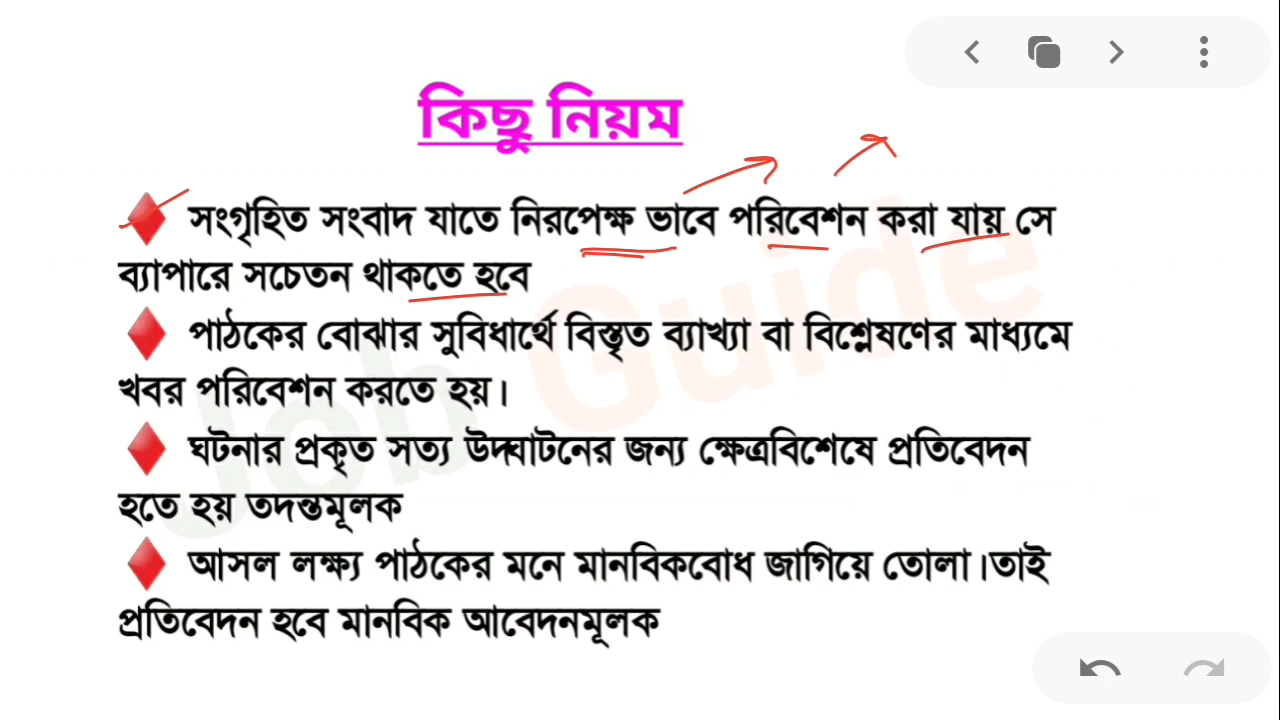 কিছু নিয়ম
সংগৃহিত সংবাদ যাতে নিরপেক্ষ ভাবে পরিবেশন করা যায় সে
ব্যাপারে সচেতন থাকতে হবে
পাঠকের বোঝার সুবিধার্থে বিস্তৃত ব্যাখ্যা বা বিশ্লেষণের মাধ্যমে
খবর পরিবেশন করতে হয়।
ঘটনার প্রকৃত সত্য উদ্ঘাটনের জন্য ক্ষেত্রবিশেষে প্রতিবেদন
হতে হয় তদন্তমূলক
আসল লক্ষ্য পাঠকের মনে মানবিকবোধ জাগিয়ে তোলা।তাই
প্রতিবেদন হবে মানবিক আবেদনমূলক
Job Guide